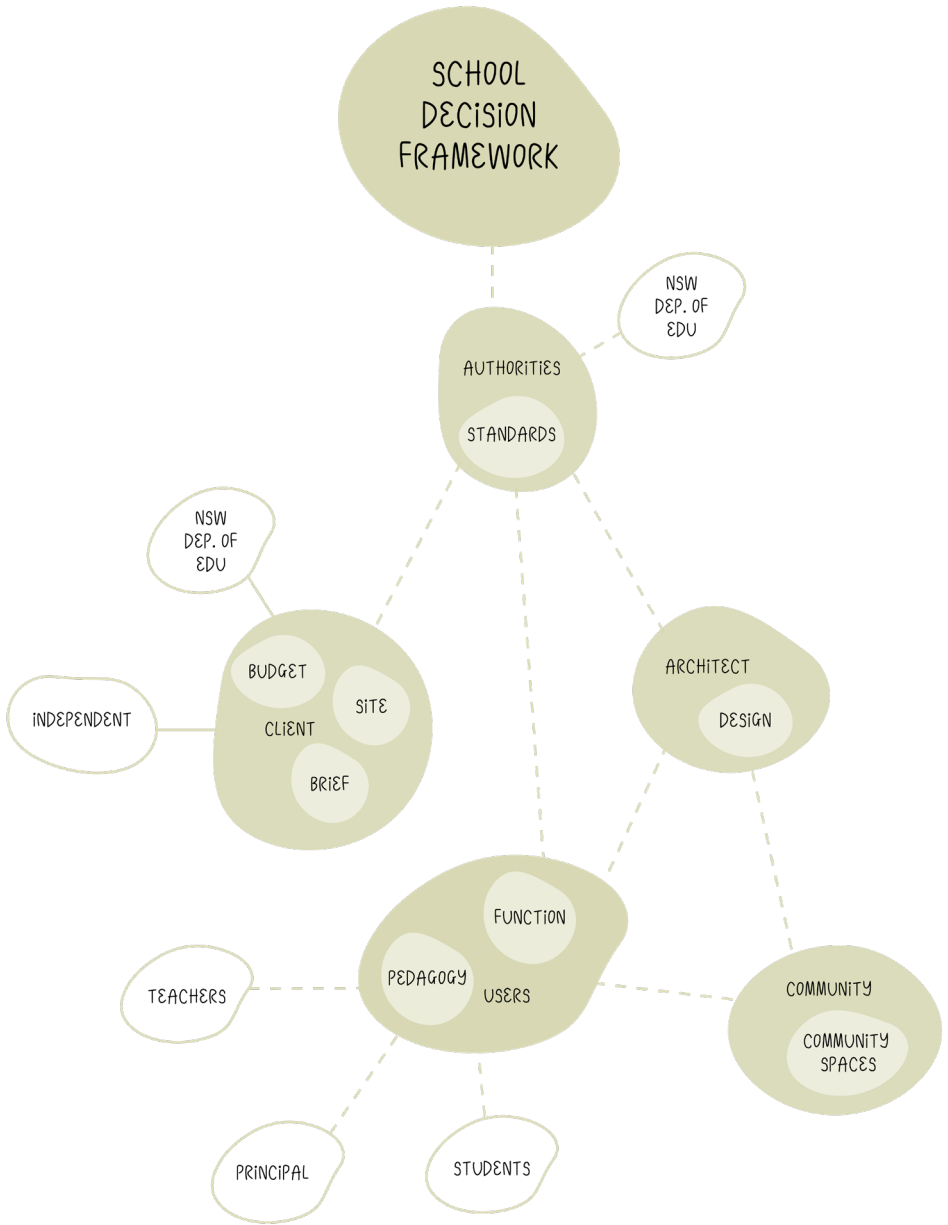 SCHOOL
DECiSiON
FRAMEWORK
NSW
DEP. OF
EDU
AUTHORiTiES
STANDARDS
NSW
DEP. OF
EDU
BUDGET
SiTE
CLiENT
BRiEF
iNDEPENDENT
ARCHiTECT
DESiGN
FUNCTiON
PEDAGOGY
USERS
TEACHERS
COMMUNiTY
COMMUNiTY
SPACES
PRiNCiPAL
STUDENTS